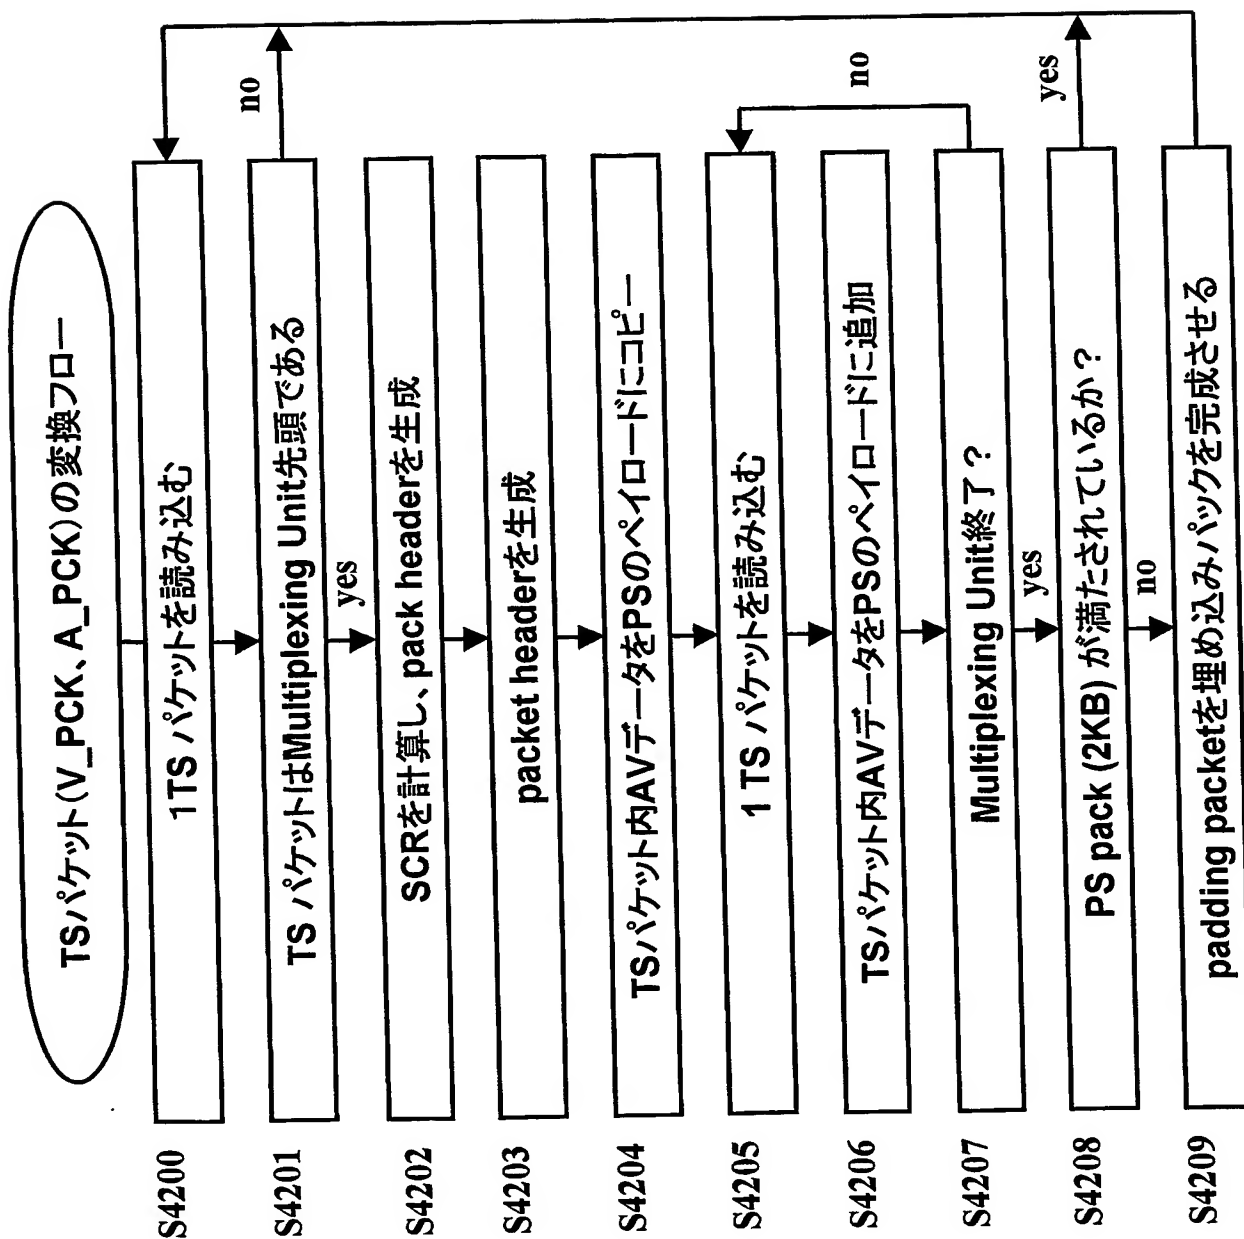 TSパケット(V_PCK、A_PCK)の変換フロー
S4200
1TS パケットを読み込む
S4201
TS パケットはMultiplexing Unit先頭である
no
yes
S4202
SCRを計算し、pack headerを生成
S4203
packet headerを生成
S4204
TSパケット内AVデータをPSのペイロードにコピー
S4205
1 TS パケットを読み込む
S4206
TSパケット内AVデータをPSのペイロードに追加
S4207
Multiplexing Unit終了？
no
yes
S4208
PS pack (2KB) が満たされているか？
yes
no
S4209
padding packetを埋め込みパックを完成させる